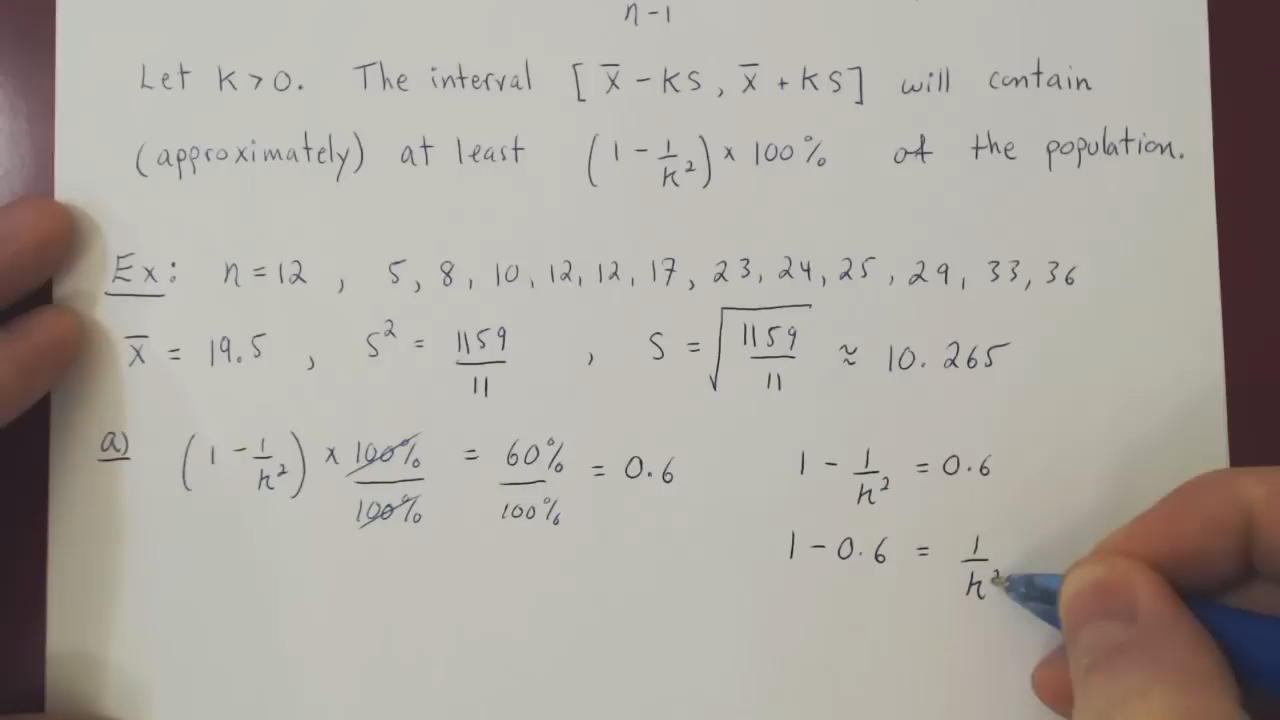 n - 1
Let K > 0. The interval [ x̄ - KS , x̄ + KS ] will contain
(approximately) at least (1 - 1/k²) × 100% of the population.
Ex: n = 12 , 5, 8, 10, 12, 12, 17, 23, 24, 25, 29, 33, 36
x̄ = 19.5 , S² = 1159/11 , S = √(1159/11) ≈ 10.265
a) (1 - 1/k²) × 100%/100% = 60%/100% = 0.6
1 - 1/k² = 0.6
1 - 0.6 = 1/k²